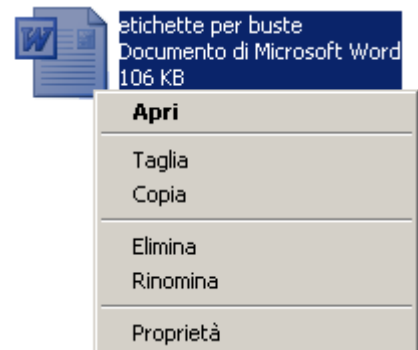 etichette per buste
Documento di Microsoft Word
106 KB
Apri
Taglia
Copia
Elimina
Rinomina
Proprietà